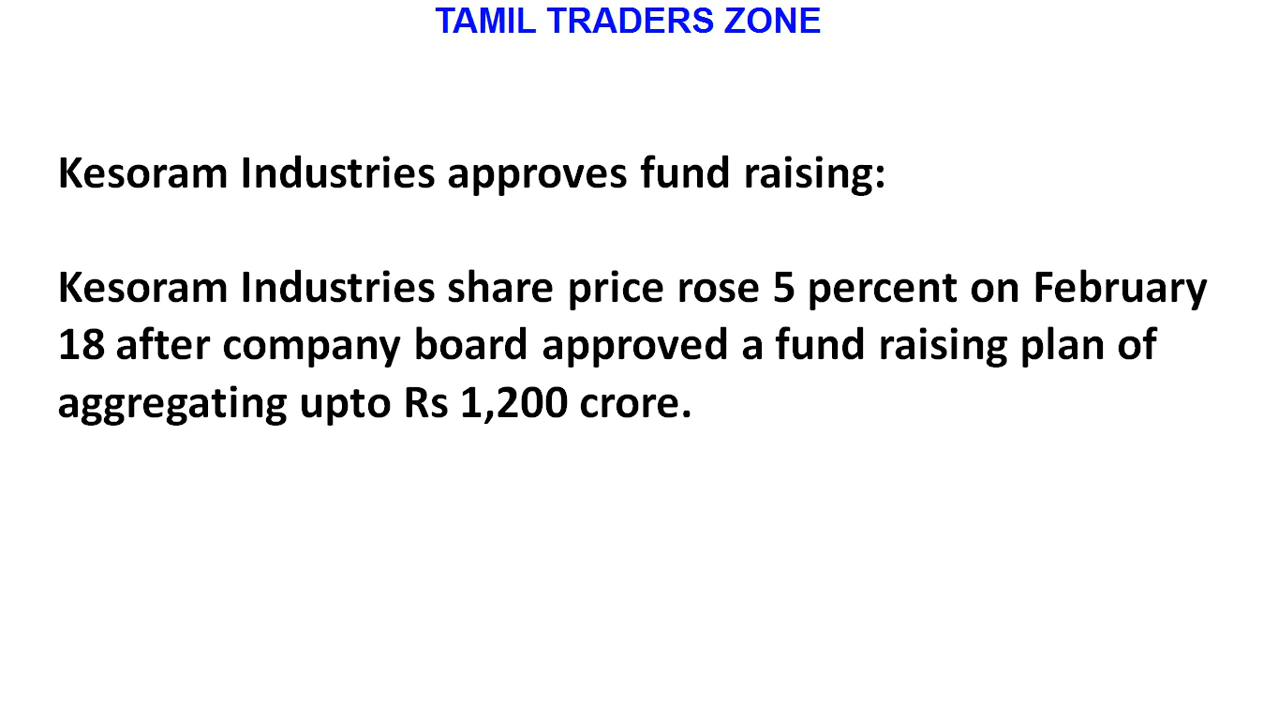 TAMIL TRADERS ZONE
Kesoram Industries approves fund raising:
Kesoram Industries share price rose 5 percent on February
18 after company board approved a fund raising plan of
aggregating upto Rs 1,200 crore.